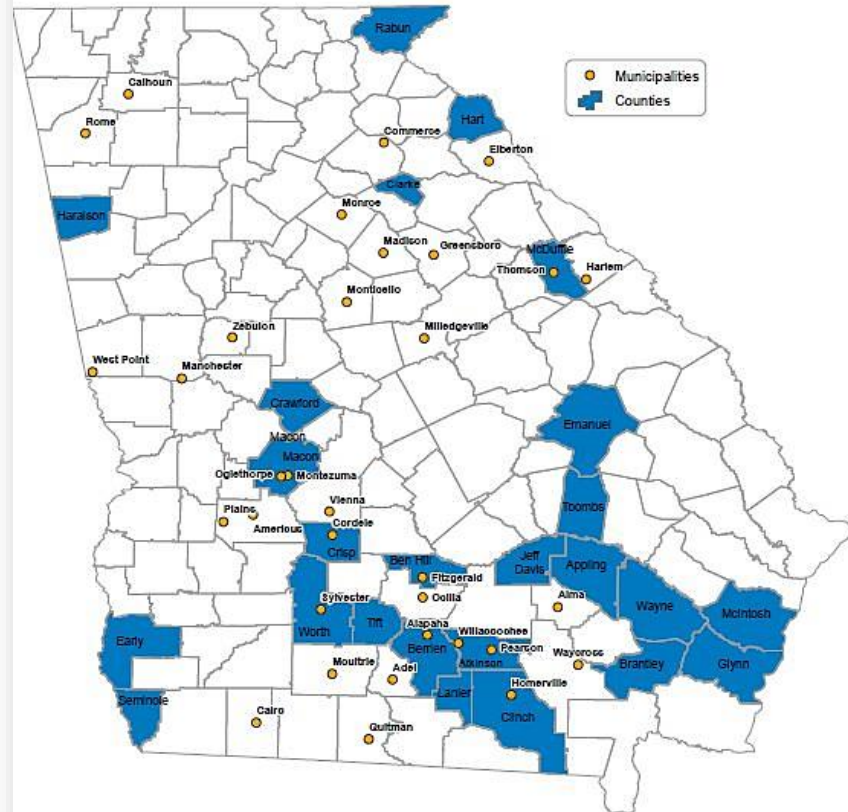 Rabun
Municipalities
Counties
Calhoun
Hart
Rome
Commerce
Elberton
Clarke
Haralson
Monroe
Madison
Greensboro
McDuffie
Thomson
Harlem
Monticello
Zebulon
Milledgeville
West Point
Manchester
Crawford
Emanuel
Macon
Macon
Oglethorpe
Montezuma
Toombs
Vienna
Plains
Cordele
Americus
Crisp
Jeff
Davis
Ben Hill
Appling
Fitzgerald
Ocilla
Alma
Sylvester
Wayne
McIntosh
Tift
Alapaha
Worth
Willacoochee
Early
Berrien
Pearson
Atkinson
Waycross
Brantley
Glynn
Moultrie
Adel
Homerville
Lanier
Seminole
Clinch
Cairo
Quitman